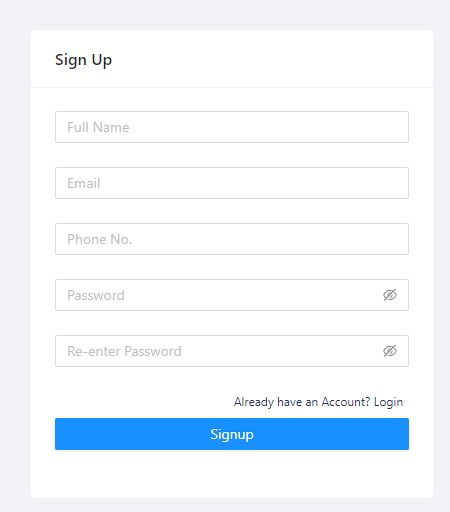 Sign Up
Full Name
Email
Phone No.
Password
Re-enter Password
Already have an Account? Login
Signup